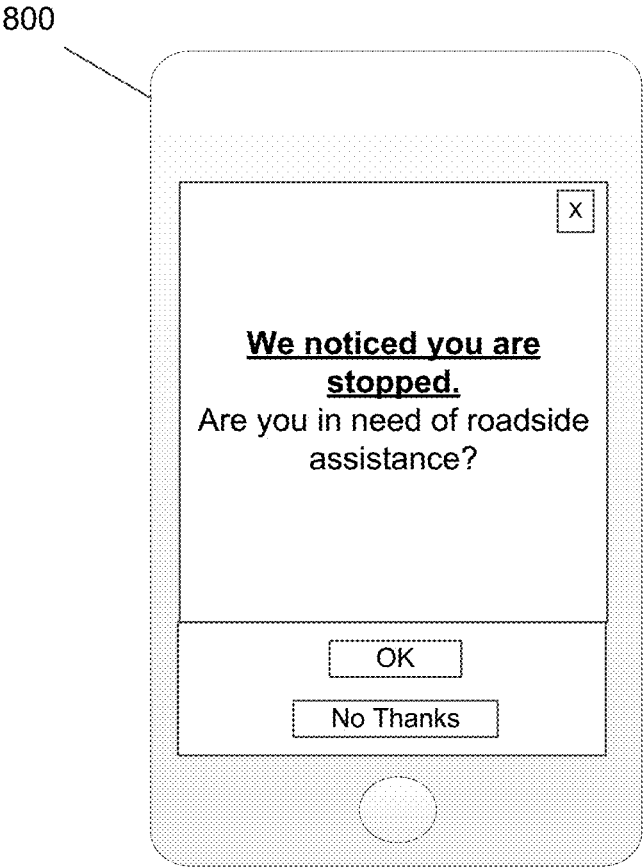 800
X
We noticed you are
stopped.
Are you in need of roadside
assistance?
OK
No Thanks